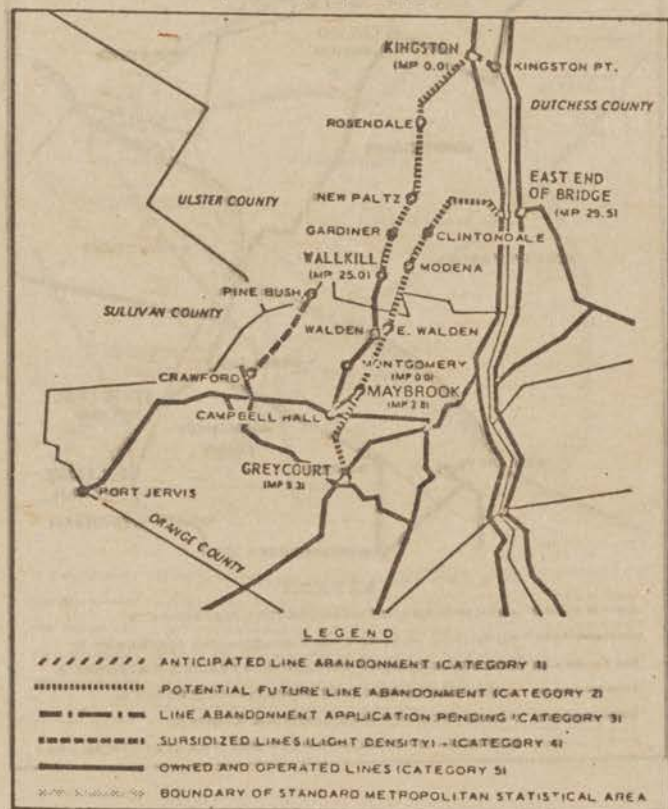 KINGSTON
(MP 0.0)
KINGSTON PT.
DUTCHESS COUNTY
ROSENDALE
EAST END
OF BRIDGE
(MP 29.5)
ULSTER COUNTY
NEW PALTZ
GARDINER
CLINTONDALE
WALLKILL
(MP 25.0)
MODENA
PINE BUSH
SULLIVAN COUNTY
WALDEN
E. WALDEN
MONTGOMERY
(MP 0.0)
CRAWFORD
MAYBROOK
CAMPBELL HALL
GREYCOURT
PORT JERVIS
ORANGE COUNTY
LEGEND
ANTICIPATED LINE ABANDONMENT (CATEGORY 1)
POTENTIAL FUTURE LINE ABANDONMENT (CATEGORY 2)
LINE ABANDONMENT APPLICATION PENDING (CATEGORY 3)
SUBSIDIZED LINES (LIGHT DENSITY) - (CATEGORY 4)
OWNED AND OPERATED LINES (CATEGORY 5)
BOUNDARY OF STANDARD METROPOLITAN STATISTICAL AREA